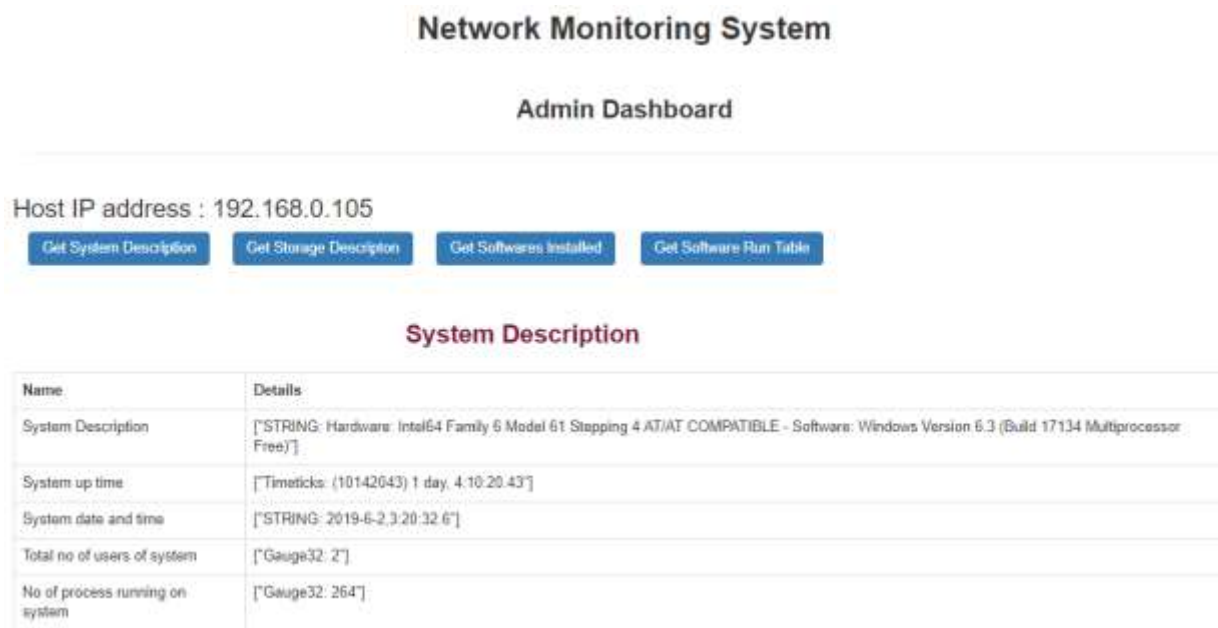 Network Monitoring System
Admin Dashboard
Host IP address : 192.168.0.105
Get System Description Get Storage Descripton Get Softwares Installed Get Software Run Table
System Description
Name Details
System Description ["STRING: Hardware: Intel64 Family 6 Model 61 Stepping 4 AT/AT COMPATIBLE - Software: Windows Version 6.3 (Build 17134 Multiprocessor
Free)"]
System up time ["Timeticks: (10142043) 1 day, 4:10:20.43"]
System date and time ["STRING: 2019-6-2,3:20:32.6"]
Total no of users of system ["Gauge32: 2"]
No of process running on ["Gauge32: 264"]
system